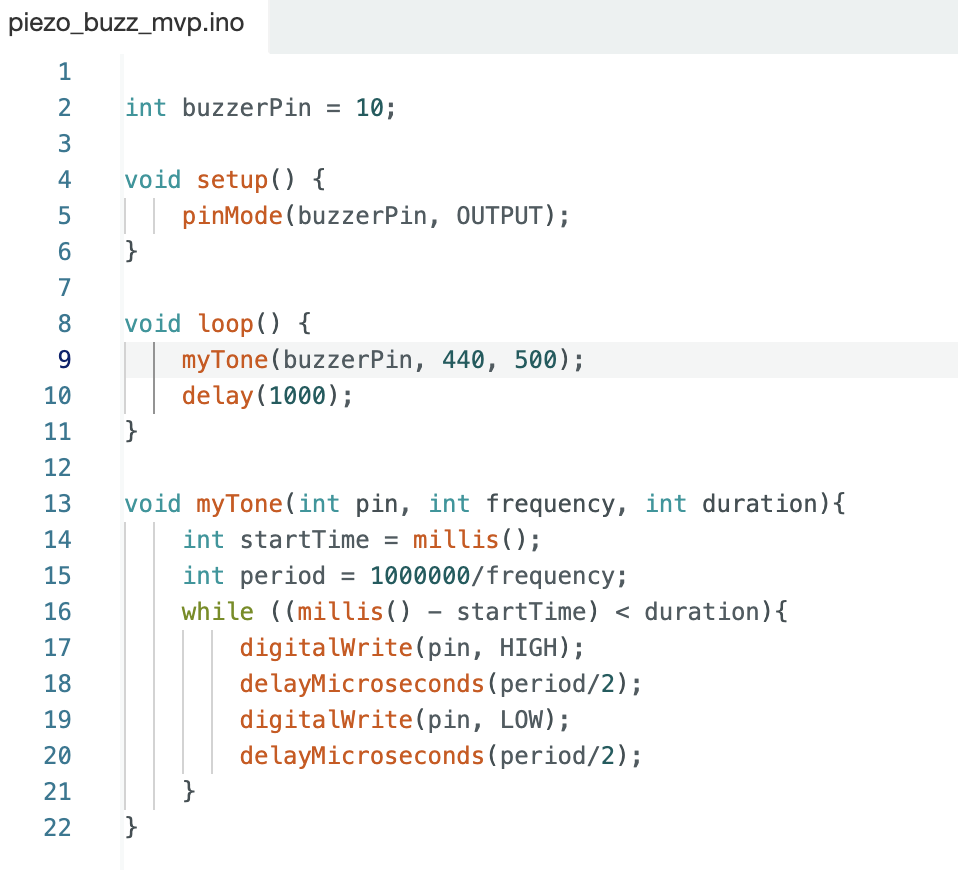 piezo_buzz_mvp.ino
1
2 int buzzerPin = 10;
3
4 void setup() {
5 pinMode(buzzerPin, OUTPUT);
6 }
7
8 void loop() {
9 myTone(buzzerPin, 440, 500);
10 delay(1000);
11 }
12
13 void myTone(int pin, int frequency, int duration){
14 int startTime = millis();
15 int period = 1000000/frequency;
16 while ((millis() - startTime) < duration){
17 digitalWrite(pin, HIGH);
18 delayMicroseconds(period/2);
19 digitalWrite(pin, LOW);
20 delayMicroseconds(period/2);
21 }
22 }